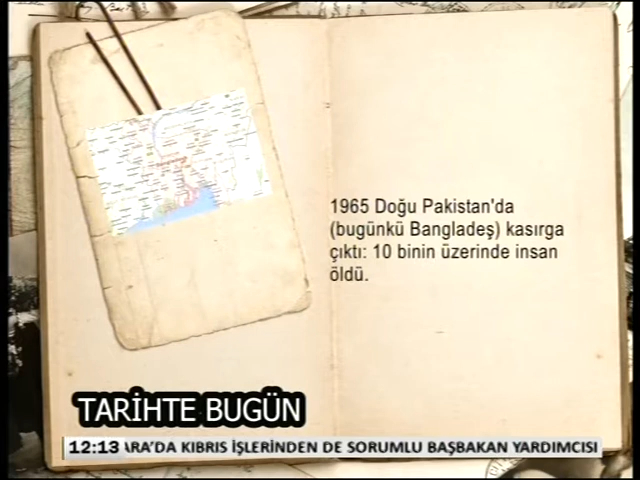 1965 Doğu Pakistan'da
(bugünkü Bangladeş) kasırga
çıktı: 10 binin üzerinde insan
öldü.
TARİHTE BUGÜN
12:13 ARA'DA KIBRIS İŞLERİNDEN DE SORUMLU BAŞBAKAN YARDIMCISI